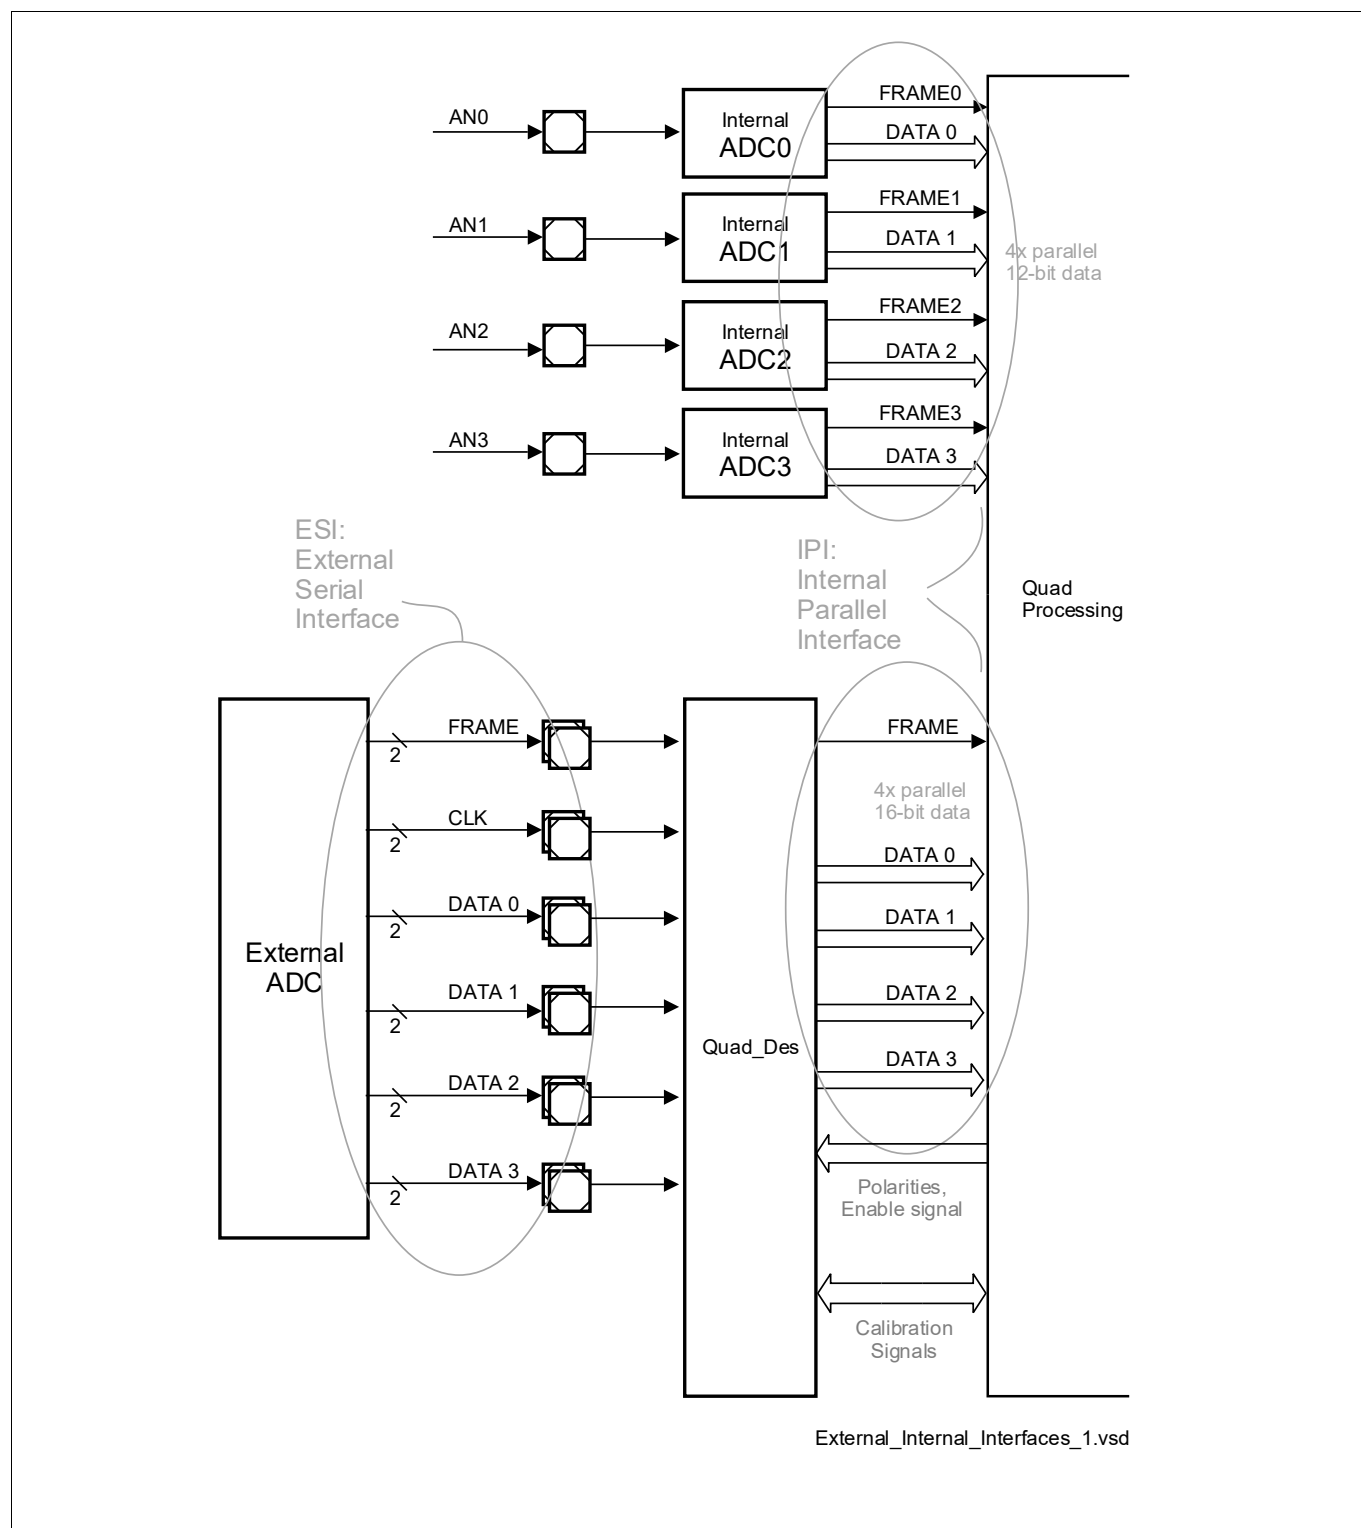 FRAME0
AN0
Internal
ADC0
DATA 0
FRAME1
AN1
Internal
ADC1
DATA 1
4x parallel
12-bit data
FRAME2
AN2
Internal
ADC2
DATA 2
FRAME3
AN3
Internal
ADC3
DATA 3
ESI:
External
Serial
Interface
IPI:
Internal
Parallel
Interface
Quad
Processing
FRAME
2
FRAME
4x parallel
16-bit data
CLK
2
DATA 0
DATA 0
2
DATA 1
External
ADC
DATA 1
2
DATA 2
Quad_Des
DATA 3
DATA 2
2
DATA 3
2
Polarities,
Enable signal
Calibration
Signals
External_Internal_Interfaces_1.vsd